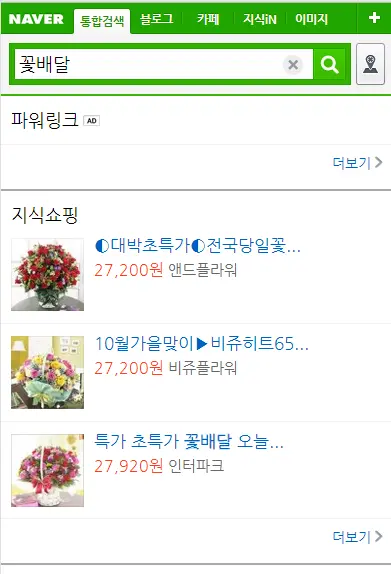 NAVER 통합검색 블로그 카페 지식iN 이미지 +
꽃배달
파워링크 AD
더보기
지식쇼핑
◐대박초특가◐전국당일꽃...
27,200원 앤드플라워
10월가을맞이▶비쥬히트65...
27,200원 비쥬플라워
특가 초특가 꽃배달 오늘...
27,920원 인터파크
더보기